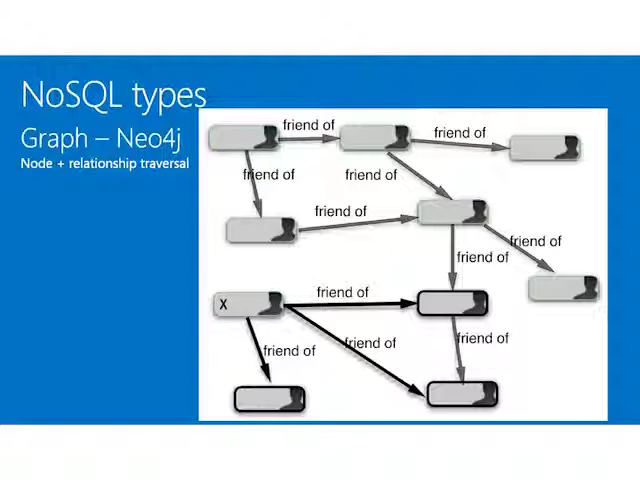 NoSQL types
Graph – Neo4j
Node + relationship traversal
friend of
friend of
friend of
friend of
friend of
friend of
friend of
X
friend of
friend of
friend of
friend of